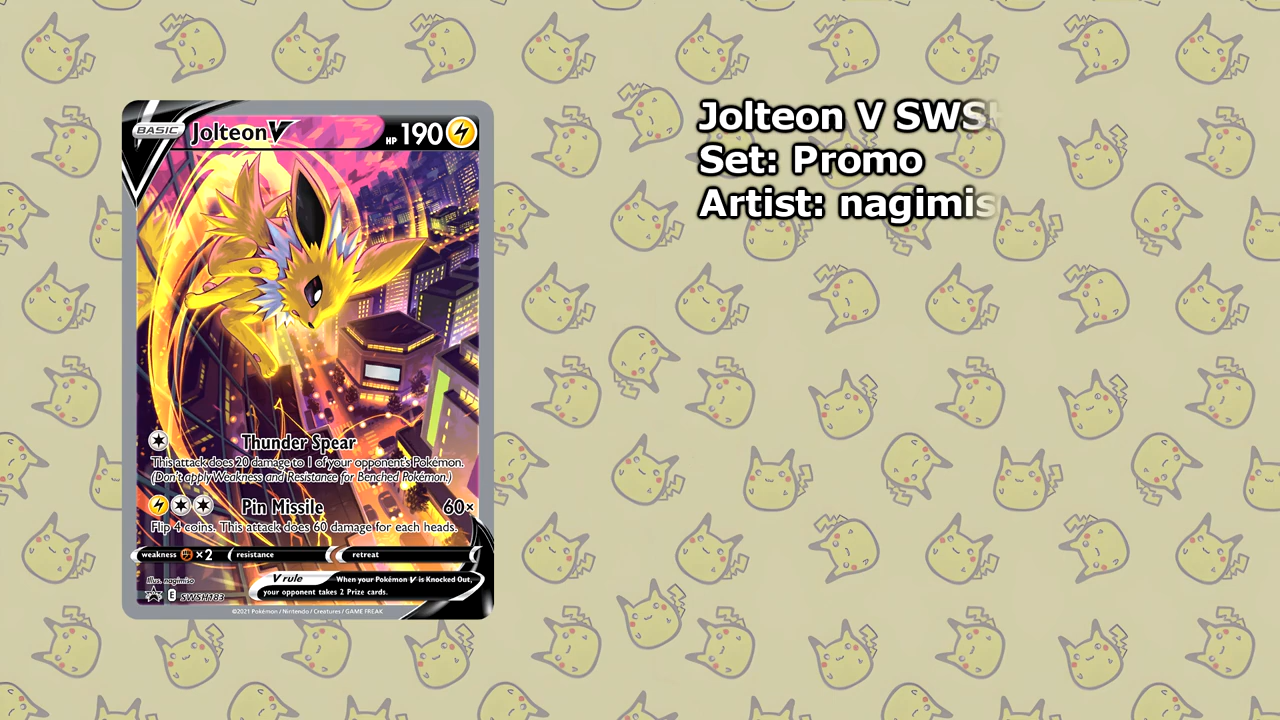 BASIC
Jolteon V
HP 190
Thunder Spear
This attack does 20 damage to 1 of your opponent's Pokémon.
(Don't apply Weakness and Resistance for Benched Pokémon.)
Pin Missile 60×
Flip 4 coins. This attack does 60 damage for each heads.
weakness ×2 resistance retreat
V rule When your Pokémon V is Knocked Out,
your opponent takes 2 Prize cards.
Illus. nagimiso
E SWSH183
©2021 Pokémon / Nintendo / Creatures / GAME FREAK
Jolteon V SWSH
Set: Promo
Artist: nagimis